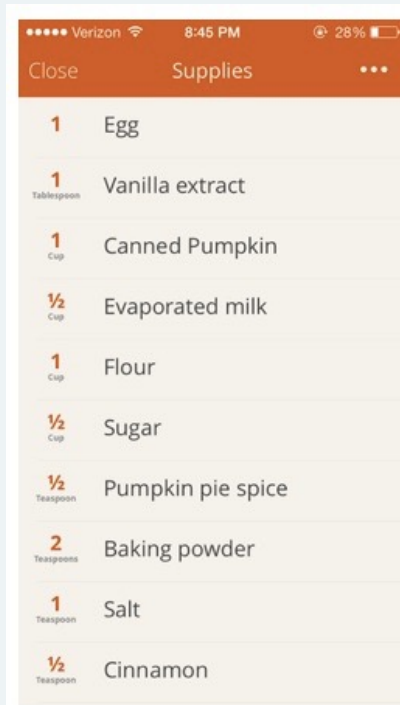 ●●●●● Verizon 8:45 PM 28%
Close Supplies •••
1 Egg
1 Tablespoon Vanilla extract
1 Cup Canned Pumpkin
½ Cup Evaporated milk
1 Cup Flour
½ Cup Sugar
½ Teaspoon Pumpkin pie spice
2 Teaspoons Baking powder
1 Teaspoon Salt
½ Teaspoon Cinnamon